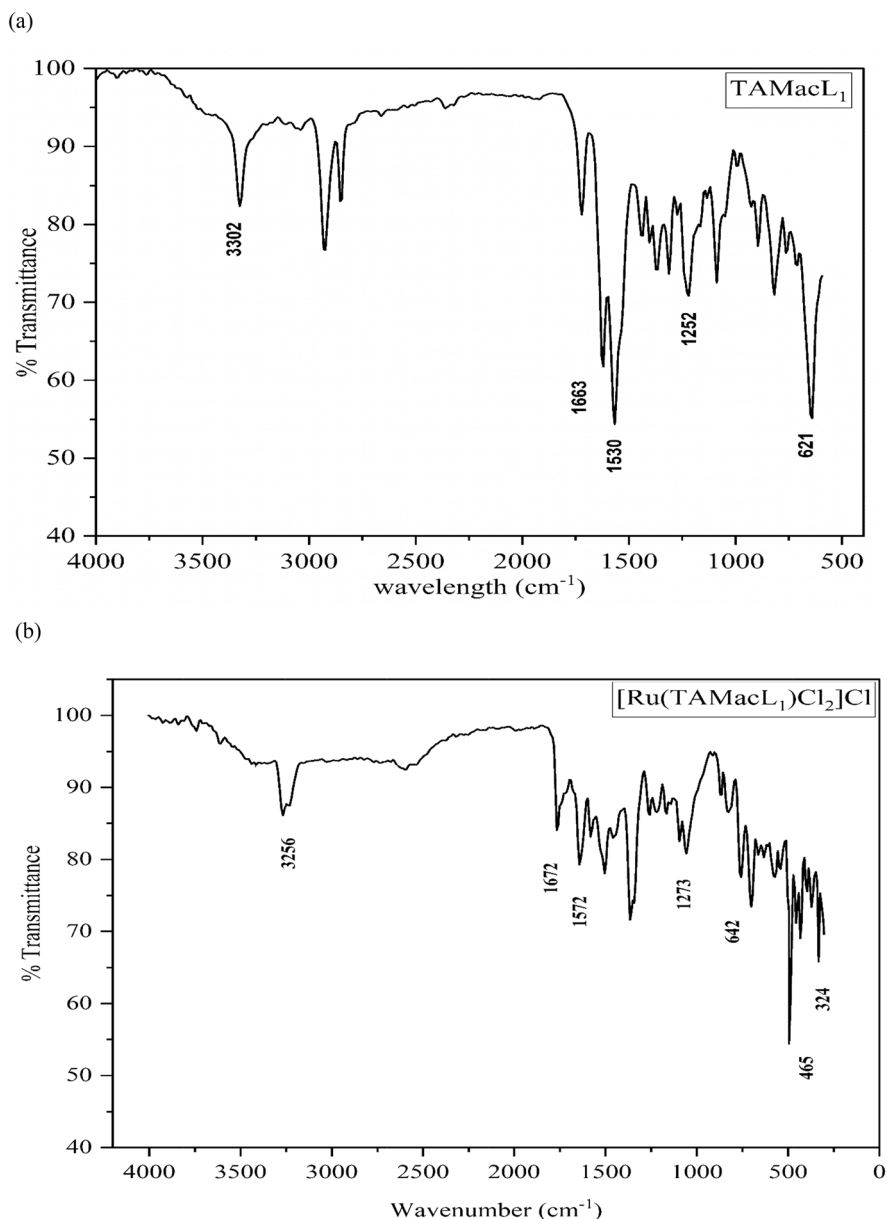 (a)
TAMacL₁
100
90
80
70
60
50
40
% Transmittance
3302
1663
1530
1252
621
4000 3500 3000 2500 2000 1500 1000 500
wavelength (cm⁻¹)
(b)
[Ru(TAMacL₁)Cl₂]Cl
100
90
80
70
60
50
40
% Transmittance
3256
1672
1572
1273
642
465
324
4000 3500 3000 2500 2000 1500 1000 500 0
Wavenumber (cm⁻¹)